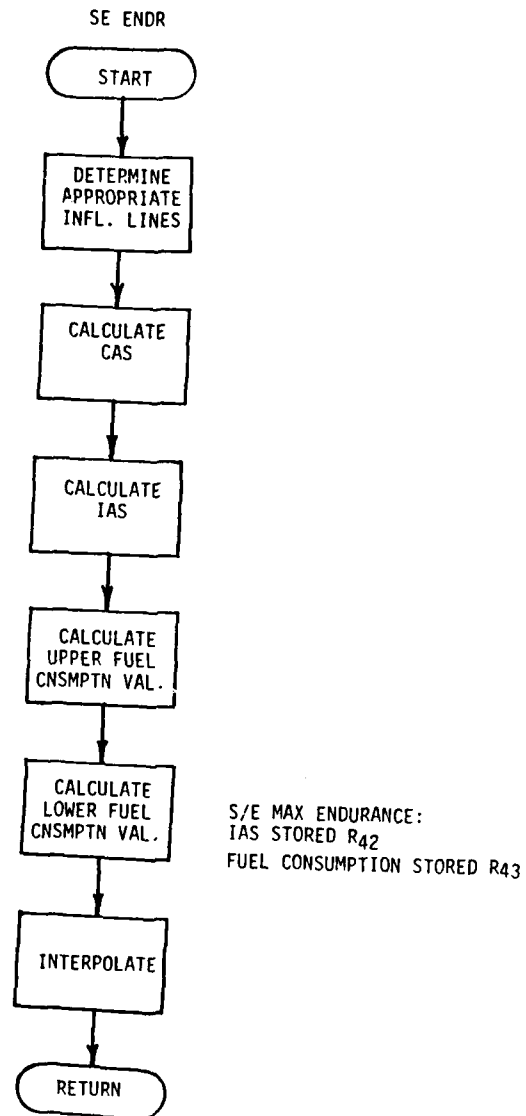 SE ENDR
START
DETERMINE
APPROPRIATE
INFL. LINES
CALCULATE
CAS
CALCULATE
IAS
CALCULATE
UPPER FUEL
CNSMPTN VAL.
CALCULATE
LOWER FUEL
CNSMPTN VAL.
S/E MAX ENDURANCE:
IAS STORED R42
FUEL CONSUMPTION STORED R43
INTERPOLATE
RETURN